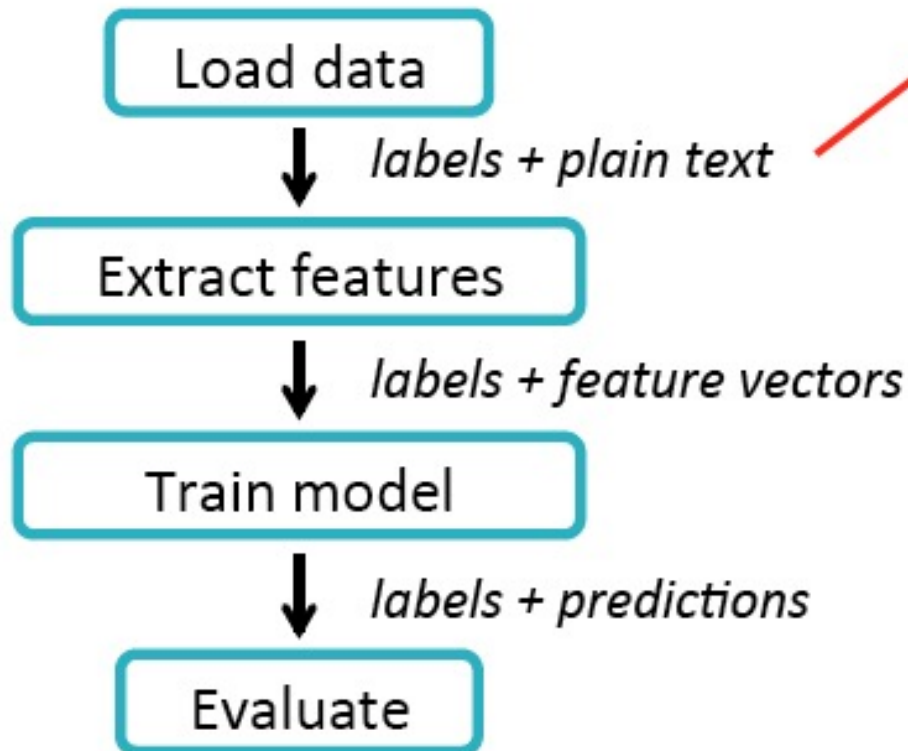 Load data
labels + plain text
Extract features
labels + feature vectors
Train model
labels + predictions
Evaluate